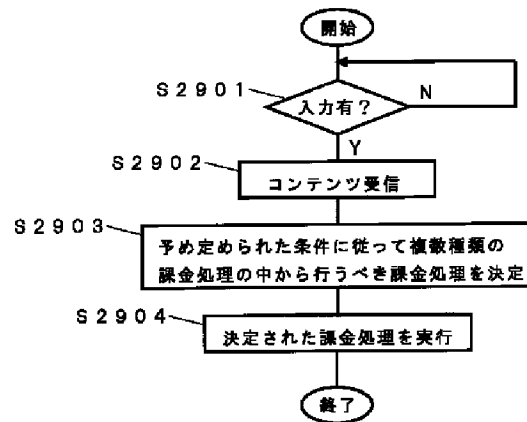 開始
S2901
入力有?
N
Y
S2902
コンテンツ受信
S2903
予め定められた条件に従って複数種類の
課金処理の中から行うべき課金処理を決定
S2904
決定された課金処理を実行
終了